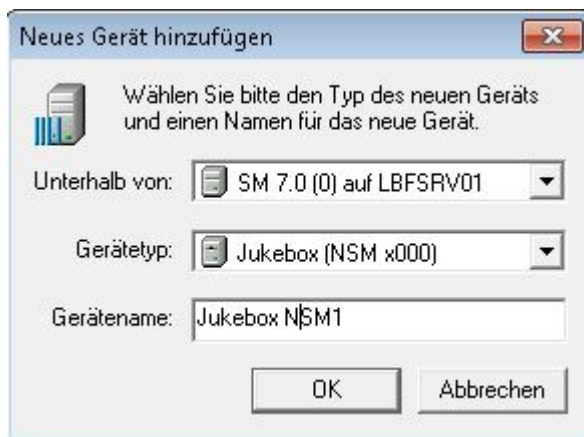 Neues Gerät hinzufügen
Wählen Sie bitte den Typ des neuen Geräts
und einen Namen für das neue Gerät.
Unterhalb von: SM 7.0 (0) auf LBFSRV01
Gerätetyp: Jukebox (NSM x000)
Gerätename: Jukebox NSM1
OK Abbrechen